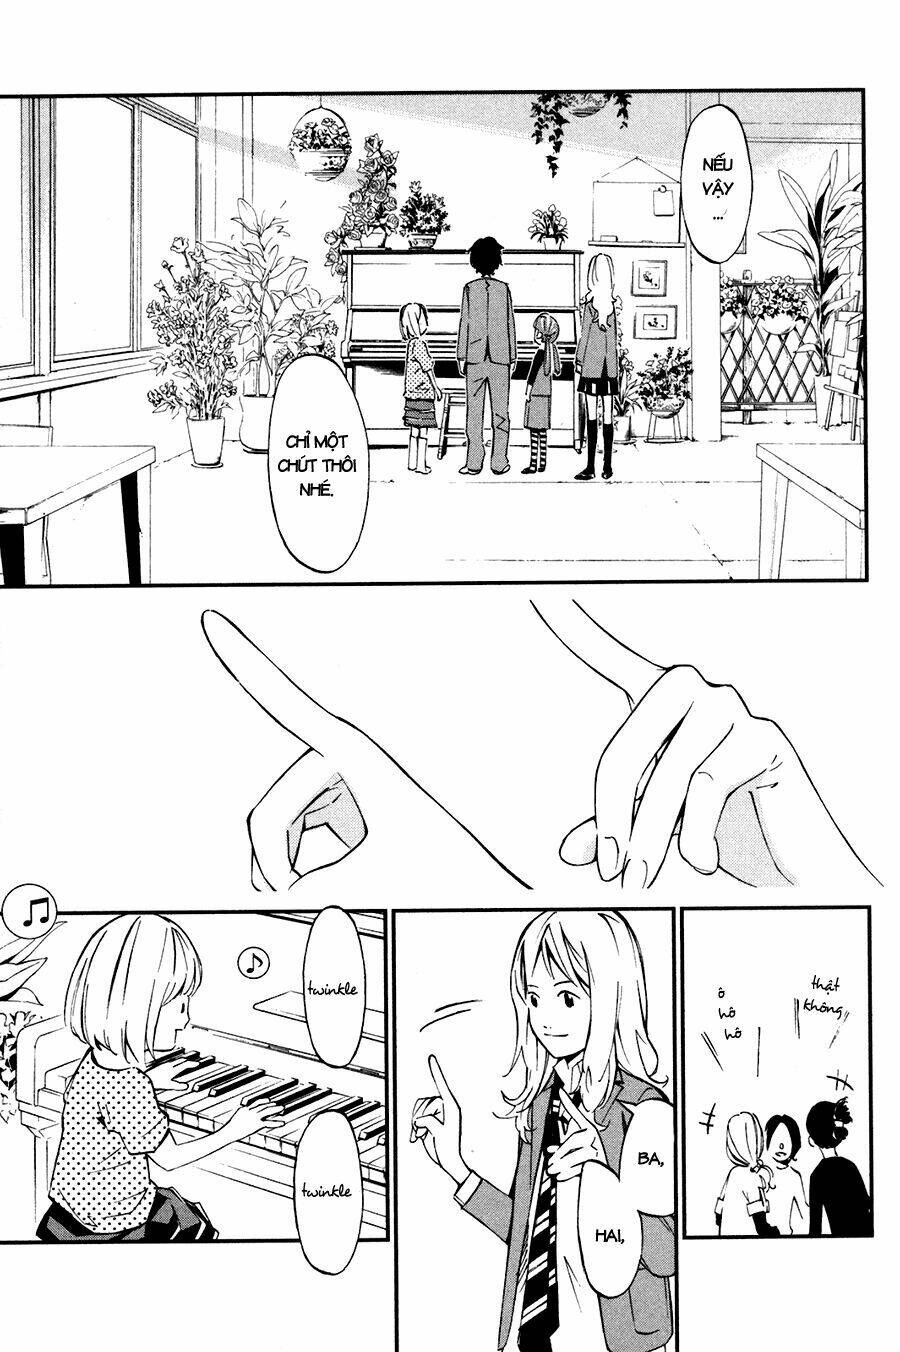 NẾU
VẬY
...
CHỈ MỘT
CHÚT THÔI
NHÉ.
thật
không
ô
hô
hô
BA,
HAI,
twinkle
twinkle